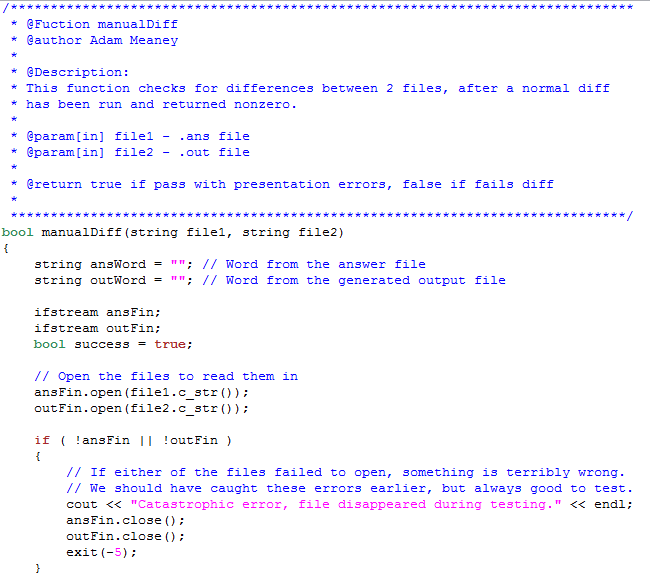 /******************************************************************************
 * @Fuction manualDiff
 * @author Adam Meaney
 *
 * @Description:
 * This function checks for differences between 2 files, after a normal diff
 * has been run and returned nonzero.
 *
 * @param[in] file1 - .ans file
 * @param[in] file2 - .out file
 *
 * @return true if pass with presentation errors, false if fails diff
 *
 *****************************************************************************/
bool manualDiff(string file1, string file2)
{
    string ansWord = ""; // Word from the answer file
    string outWord = ""; // Word from the generated output file

    ifstream ansFin;
    ifstream outFin;
    bool success = true;

    // Open the files to read them in
    ansFin.open(file1.c_str());
    outFin.open(file2.c_str());

    if ( !ansFin || !outFin )
    {
        // If either of the files failed to open, something is terribly wrong.
        // We should have caught these errors earlier, but always good to test.
        cout << "Catastrophic error, file disappeared during testing." << endl;
        ansFin.close();
        outFin.close();
        exit(-5);
    }